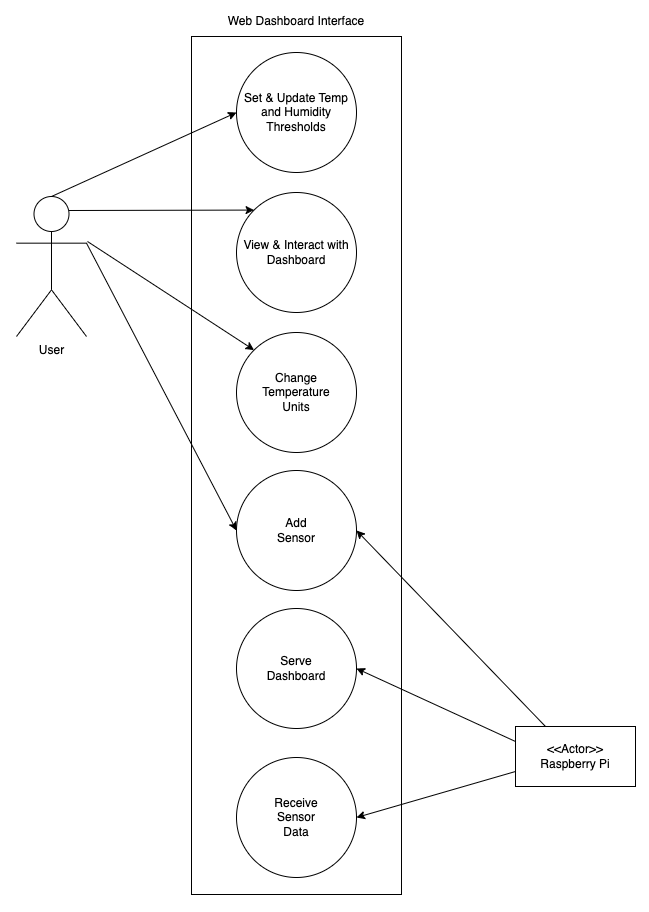 Web Dashboard Interface
Set & Update Temp
and Humidity
Thresholds
View & Interact with
Dashboard
User
Change
Temperature
Units
Add
Sensor
Serve
Dashboard
<<Actor>>
Raspberry Pi
Receive
Sensor
Data